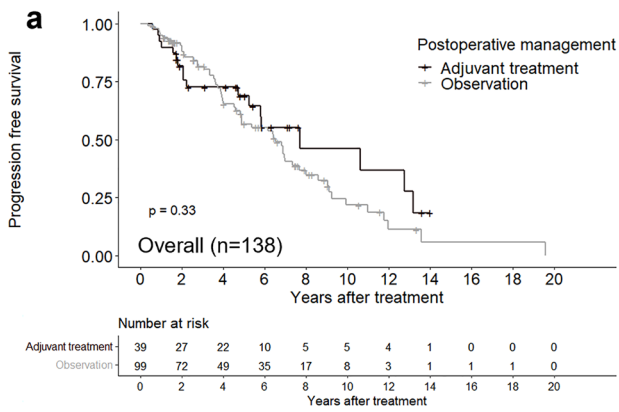 a
Postoperative management
Adjuvant treatment
Observation
Progression free survival
1.00
0.75
0.50
0.25
0.00
p = 0.33
Overall (n=138)
0 2 4 6 8 10 12 14 16 18 20
Years after treatment
Number at risk
Adjuvant treatment 39 27 22 10 5 5 4 1 0 0 0
Observation 99 72 49 35 17 8 3 1 1 1 0
0 2 4 6 8 10 12 14 16 18 20
Years after treatment